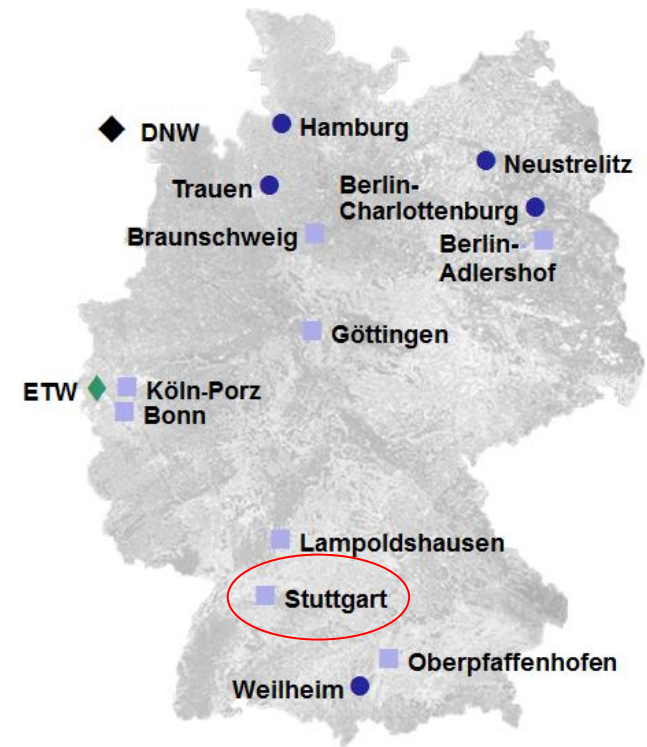 Hamburg
DNW
Neustrelitz
Trauen
Berlin-
Charlottenburg
Braunschweig
Berlin-
Adlershof
Göttingen
ETW
Köln-Porz
Bonn
Lampoldshausen
Stuttgart
Oberpfaffenhofen
Weilheim